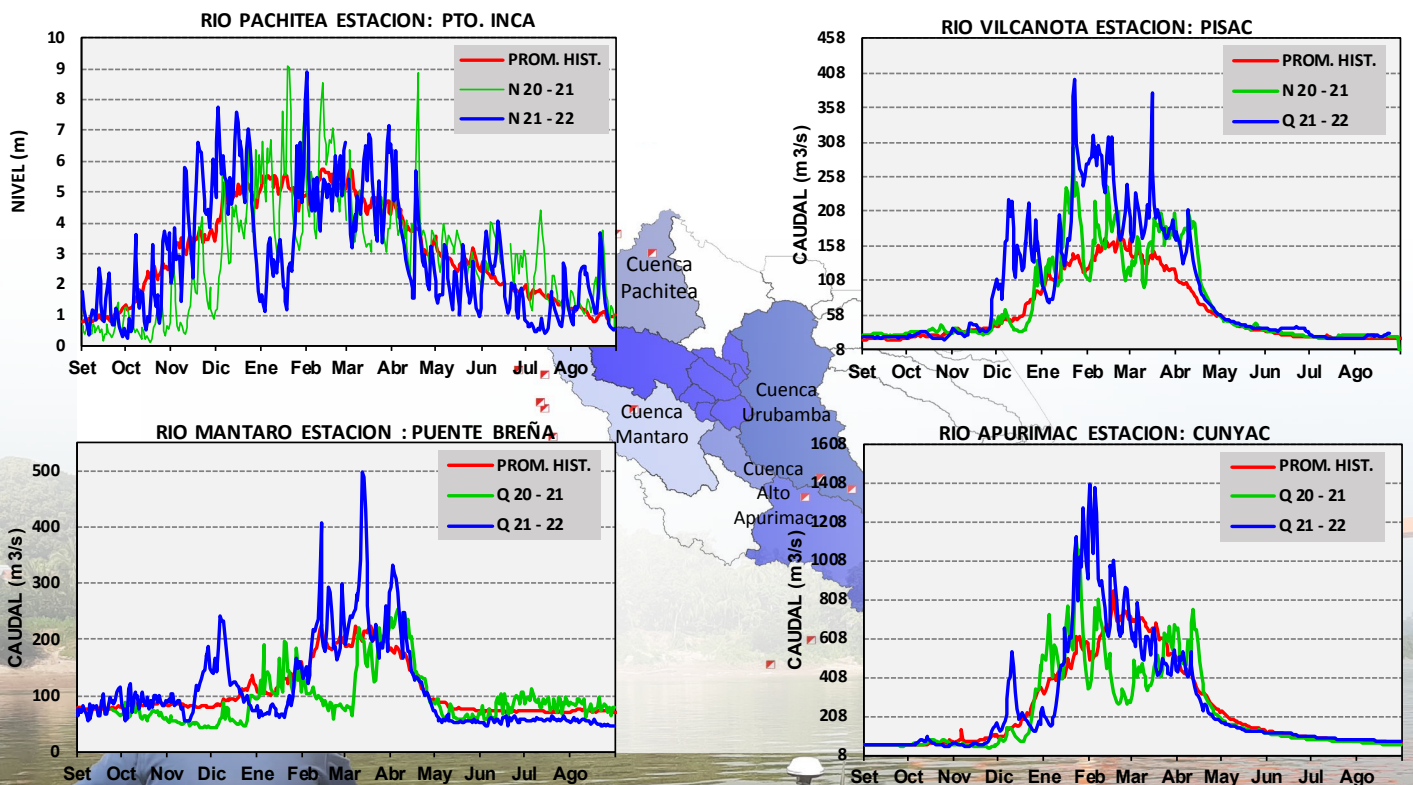 RIO PACHITEA ESTACION: PTO. INCA
NIVEL (m)
10
9
8
7
6
5
4
3
2
1
0
PROM. HIST.
N 20 - 21
N 21 - 22
Set Oct Nov Dic Ene Feb Mar Abr May Jun Jul Ago
RIO VILCANOTA ESTACION: PISAC
CAUDAL (m 3/s)
458
408
358
308
258
208
158
108
58
8
PROM. HIST.
N 20 - 21
Q 21 - 22
Set Oct Nov Dic Ene Feb Mar Abr May Jun Jul Ago
Cuenca
Pachitea
Cuenca
Urubamba
Cuenca
Mantaro
Cuenca
Alto
Apurimac
RIO MANTARO ESTACION : PUENTE BREÑA
CAUDAL (m 3/s)
500
400
300
200
100
0
PROM. HIST.
Q 20 - 21
Q 21 - 22
Set Oct Nov Dic Ene Feb Mar Abr May Jun Jul Ago
RIO APURIMAC ESTACION: CUNYAC
CAUDAL (m 3/s)
1608
1408
1208
1008
808
608
408
208
8
PROM. HIST.
Q 20 - 21
Q 21 - 22
Set Oct Nov Dic Ene Feb Mar Abr May Jun Jul Ago